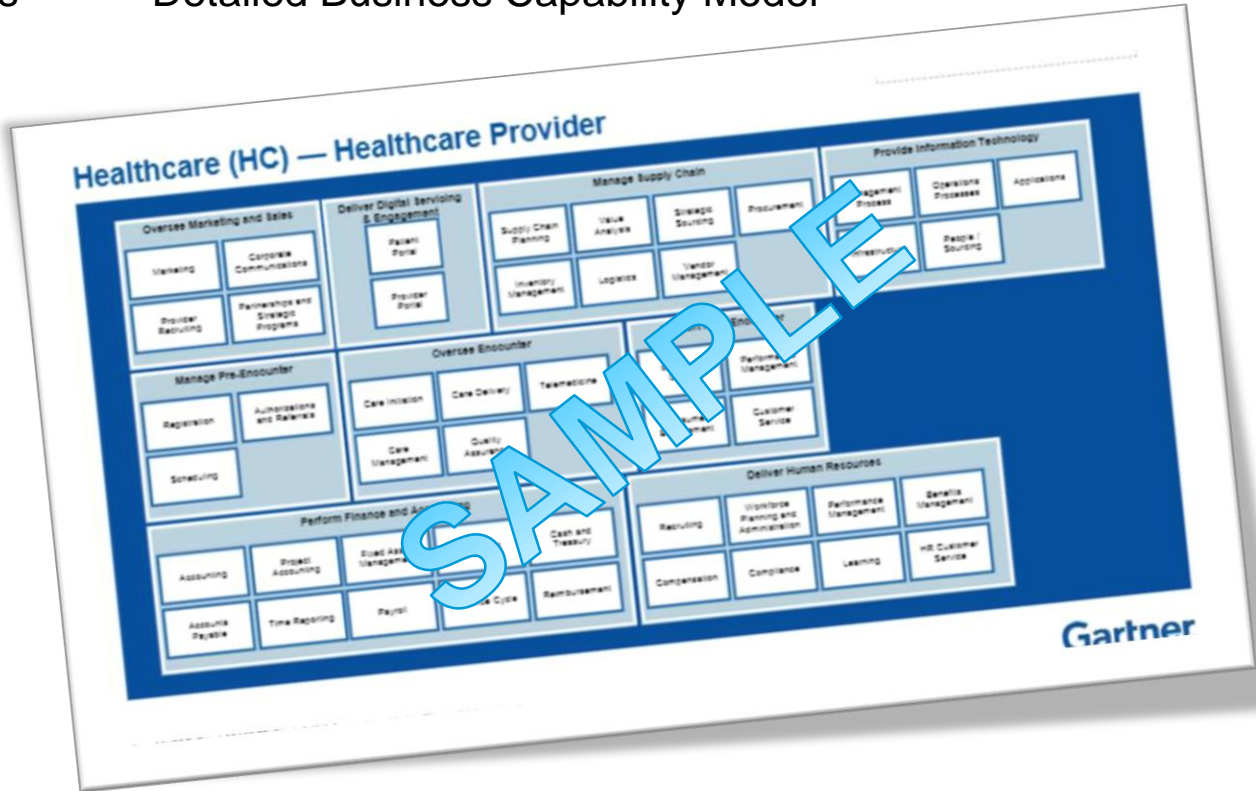 s Detailed Business Capability Model
Healthcare (HC) — Healthcare Provider
Oversee Marketing and Sales
Marketing
Corporate
Communications
Provider
Recruiting
Partnerships and
Strategic
Programs
Deliver Digital Servicing
& Engagement
Patient
Portal
Provider
Portal
Manage Supply Chain
Supply Chain
Planning
Value
Analysis
Strategic
Sourcing
Procurement
Inventory
Management
Logistics
Vendor
Management
Provide Information Technology
Process
Operations
Processes
Applications
People /
Sourcing
Manage Pre-Encounter
Registration
Authorizations
and Referrals
Scheduling
Oversee Encounter
Care Initiation
Care Delivery
Telemedicine
Care
Management
Quality
Management
Customer
Service
Perform Finance and
Accounting
Project
Accounting
Fixed
Cash and
Treasury
Accounts
Payable
Time Reporting
Payroll
Cycle
Reimbursement
Deliver Human Resources
Recruiting
Workforce
Planning and
Administration
Performance
Management
Benefits
Management
Compensation
Compliance
Learning
HR Customer
Service
SAMPLE
Gartner